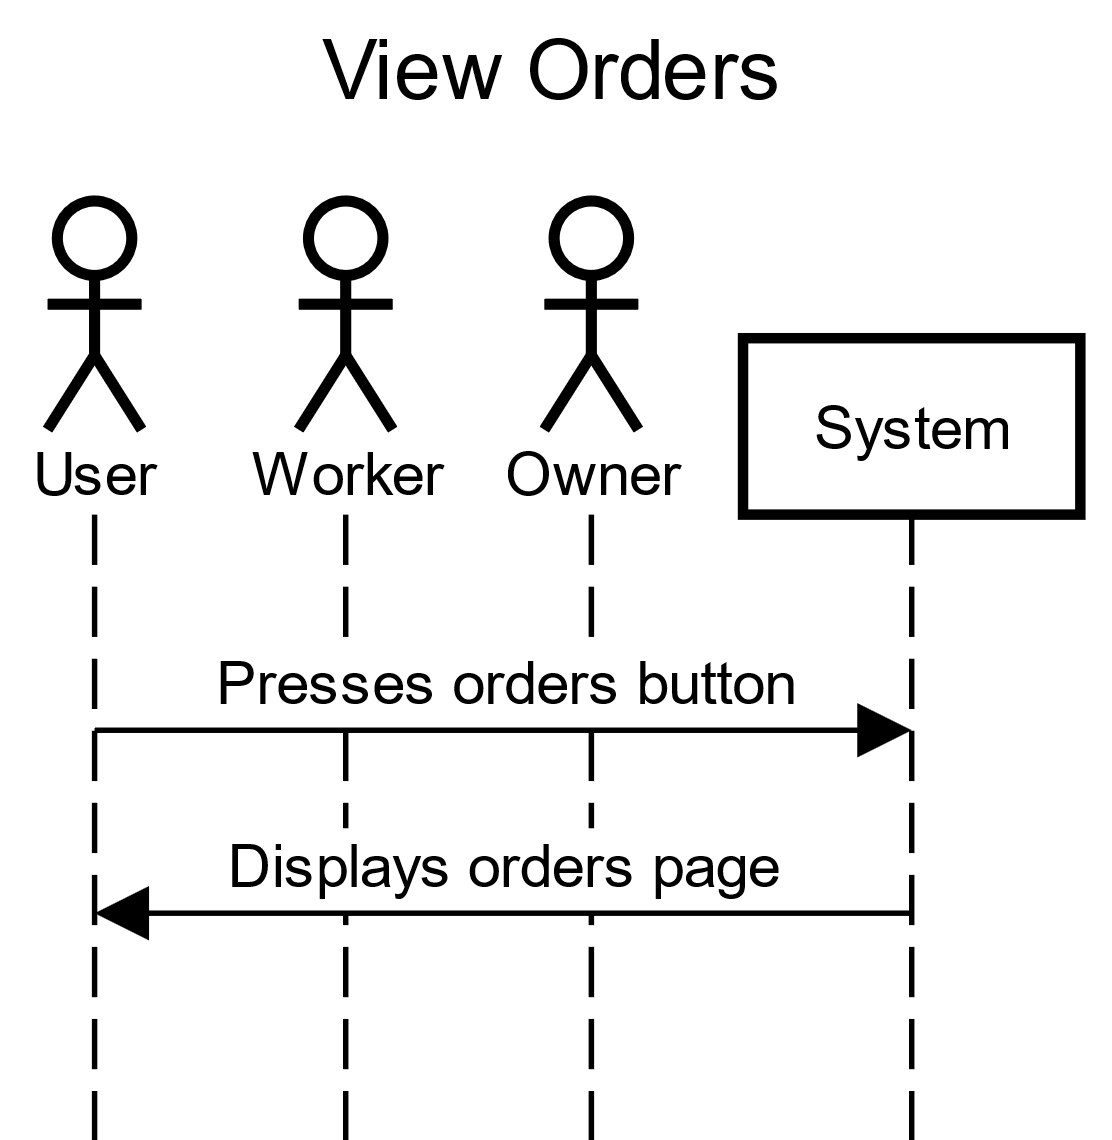 View Orders
User
Worker
Owner
System
Presses orders button
Displays orders page